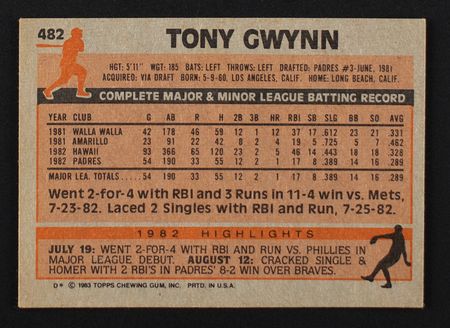 482 TONY GWYNN
HGT: 5'11" WGT: 185 BATS: LEFT THROWS: LEFT DRAFTED: PADRES #3-JUNE, 1981
ACQUIRED: VIA DRAFT BORN: 5-9-60, LOS ANGELES, CALIF. HOME: LONG BEACH, CALIF.
COMPLETE MAJOR & MINOR LEAGUE BATTING RECORD
YEAR CLUB G AB R H 2B 3B HR RBI SB SLG BB SO AVG
1981 WALLA WALLA 42 178 46 59 12 1 12 37 17 .612 23 21 .331
1981 AMARILLO 23 91 22 42 8 2 4 19 5 .725 5 7 .462
1982 HAWAII 93 366 65 120 23 2 5 46 14 .443 18 18 .328
1982 PADRES 54 190 33 55 12 2 1 17 8 .389 14 16 .289
MAJOR LEA. TOTALS 54 190 33 55 12 2 1 17 8 .389 14 16 .289
Went 2-for-4 with RBI and 3 Runs in 11-4 win vs. Mets,
7-23-82. Laced 2 Singles with RBI and Run, 7-25-82.
1982 HIGHLIGHTS
JULY 19: WENT 2-FOR-4 WITH RBI AND RUN VS. PHILLIES IN
MAJOR LEAGUE DEBUT. AUGUST 12: CRACKED SINGLE &
HOMER WITH 2 RBI'S IN PADRES' 8-2 WIN OVER BRAVES.
D* © 1983 TOPPS CHEWING GUM, INC. PRTD. IN U.S.A.